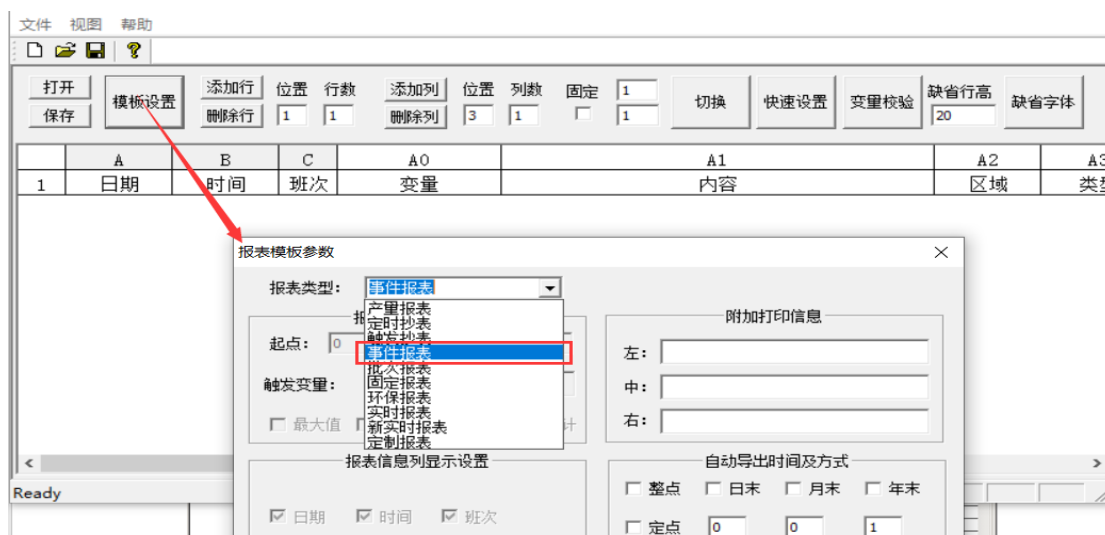 文件 视图 帮助
打开 模板设置 添加行 位置 行数 添加列 位置 列数 固定 1 切换 快速设置 变量校验 缺省行高 缺省字体
保存 删除行 1 1 删除列 3 1 1 20
A B C A0 A1 A2 A3
1 日期 时间 班次 变量 内容 区域
报表模板参数
报表类型: 事件报表
产量报表
定时抄表
触发抄表
事件报表
批次报表
固定报表
环保报表
实时报表
新实时报表
定制报表
起点: 0
触发变量:
最大值
计
附加打印信息
左:
中:
右:
报表信息列显示设置
日期 时间 班次
自动导出时间及方式
整点 日末 月末 年末
定点 0 0 1
Ready